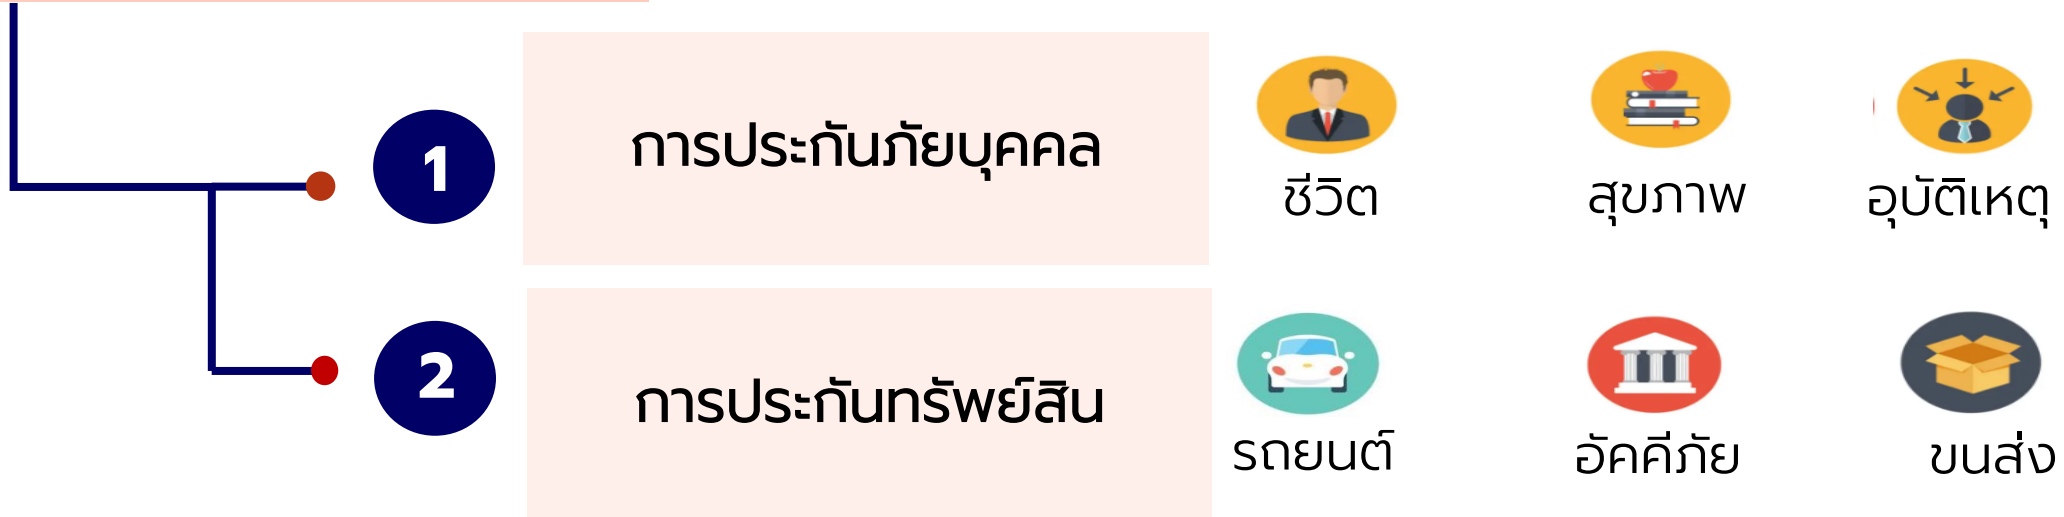 1
การประกันภัยบุคคล
ชีวิต
สุขภาพ
อุบัติเหตุ
2
การประกันทรัพย์สิน
รถยนต์
อัคคีภัย
ขนส่ง